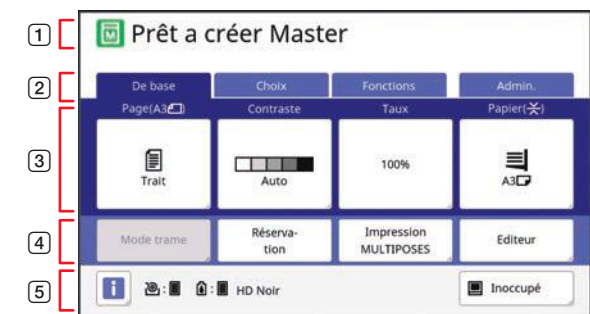 1 M Prêt a créer Master
2 De base Choix Fonctions Admin.
Page(A3) Contraste Taux Papier( )
3 Trait Auto 100% A3
4 Mode trame Réserva-
tion Impression
MULTIPOSES Editeur
5 i : : HD Noir Inoccupé